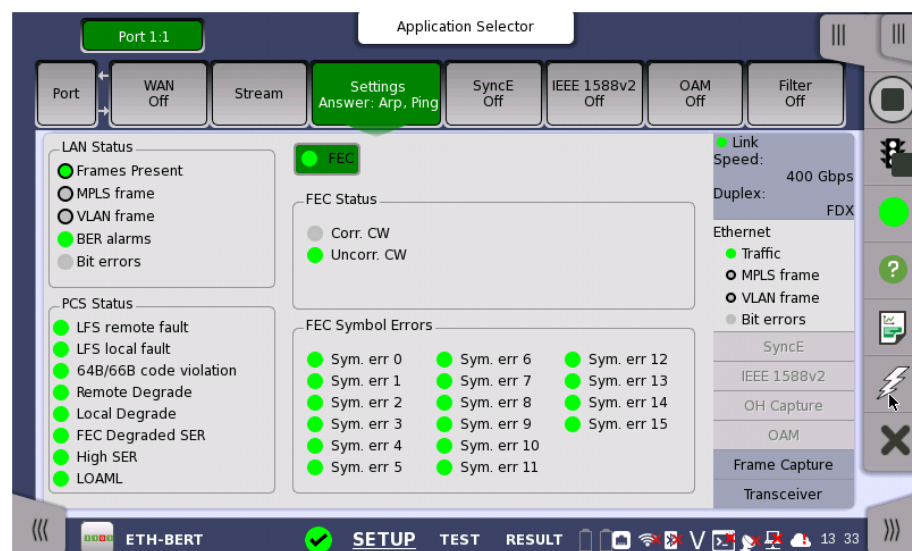 Application Selector
Port 1:1
Port
WAN
Off
Stream
Settings
Answer: Arp, Ping
SyncE
Off
IEEE 1588v2
Off
OAM
Off
Filter
Off
LAN Status
Frames Present
MPLS frame
VLAN frame
BER alarms
Bit errors
PCS Status
LFS remote fault
LFS local fault
64B/66B code violation
Remote Degrade
Local Degrade
FEC Degraded SER
High SER
LOAML
FEC
FEC Status
Corr. CW
Uncorr. CW
FEC Symbol Errors
Sym. err 0 Sym. err 6 Sym. err 12
Sym. err 1 Sym. err 7 Sym. err 13
Sym. err 2 Sym. err 8 Sym. err 14
Sym. err 3 Sym. err 9 Sym. err 15
Sym. err 4 Sym. err 10
Sym. err 5 Sym. err 11
Link
Speed:
400 Gbps
Duplex:
FDX
Ethernet
Traffic
MPLS frame
VLAN frame
Bit errors
SyncE
IEEE 1588v2
OH Capture
OAM
Frame Capture
Transceiver
ETH-BERT SETUP TEST RESULT V 13 33